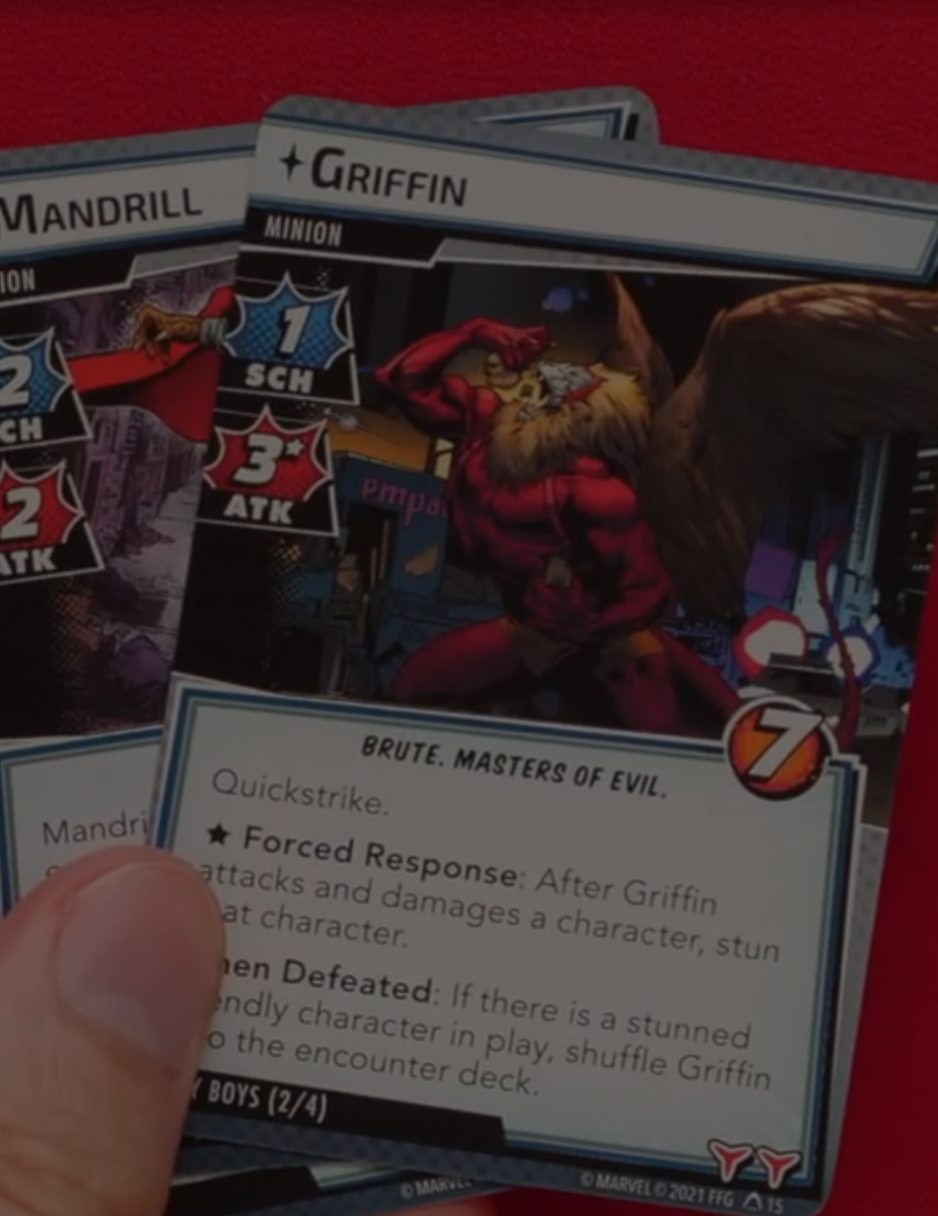 MANDRILL
ION
2
CH
2
ATK
Mandri
GRIFFIN
MINION
1
SCH
3*
ATK
empa
7
BRUTE. MASTERS OF EVIL.
Quickstrike.
★ Forced Response: After Griffin
attacks and damages a character, stun
at character.
hen Defeated: If there is a stunned
endly character in play, shuffle Griffin
o the encounter deck.
Y BOYS (2/4)
© MARVEL © 2021 FFG 15
© MARVEL